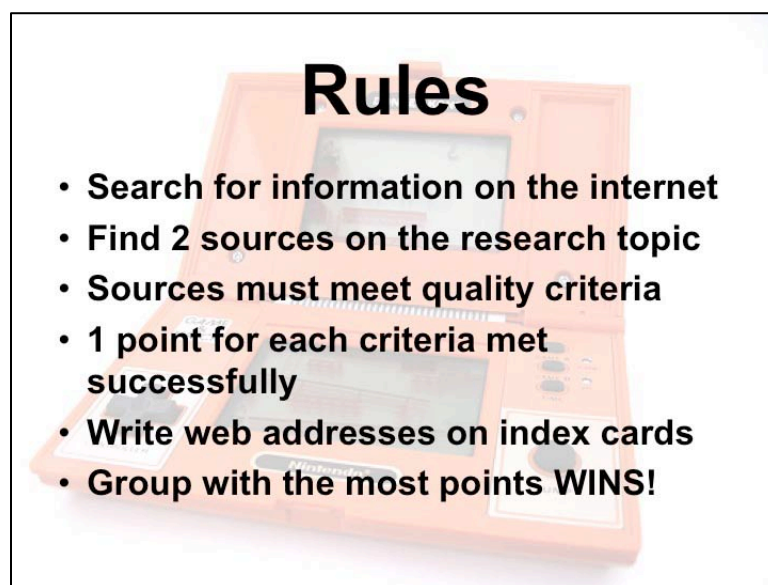 Rules
• Search for information on the internet
• Find 2 sources on the research topic
• Sources must meet quality criteria
• 1 point for each criteria met
successfully
• Write web addresses on index cards
• Group with the most points WINS!
Nintendo